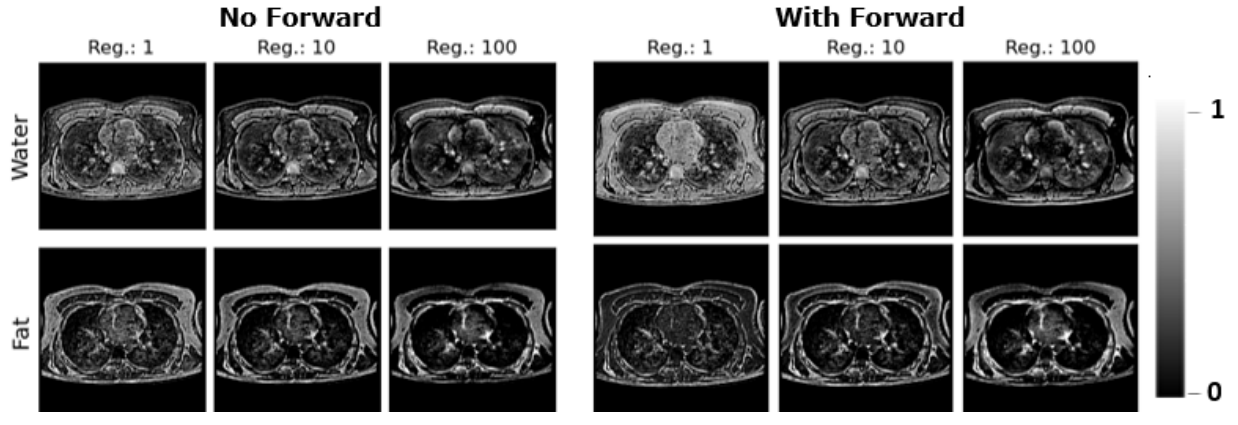 No Forward With Forward
Reg.: 1 Reg.: 10 Reg.: 100 Reg.: 1 Reg.: 10 Reg.: 100
Water
1
Fat
0